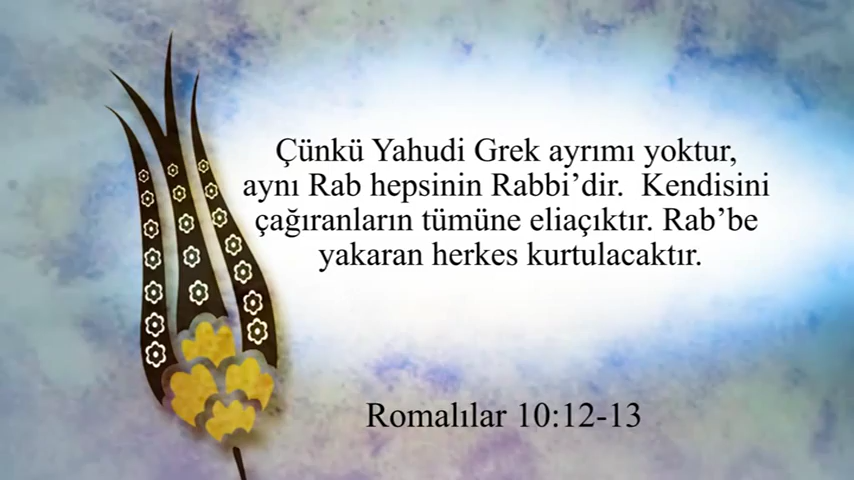 Çünkü Yahudi Grek ayrımı yoktur,
aynı Rab hepsinin Rabbi’dir.  Kendisini
çağıranların tümüne eliaçıktır. Rab’be
yakaran herkes kurtulacaktır.
Romalılar 10:12-13